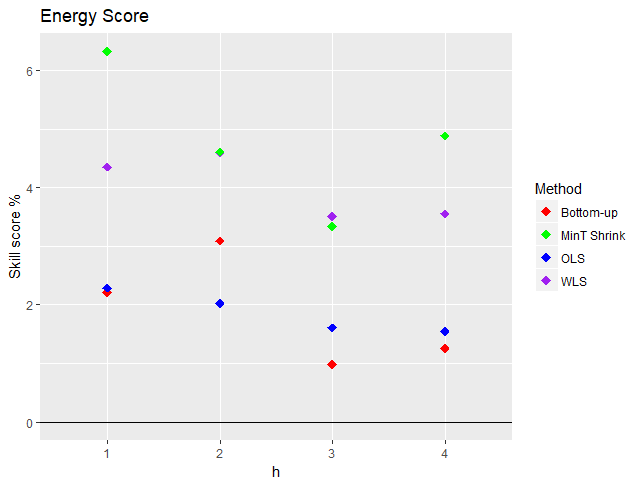 Energy Score
Skill score %
6
4
2
0
1 2 3 4
h
Method
Bottom-up
MinT Shrink
OLS
WLS